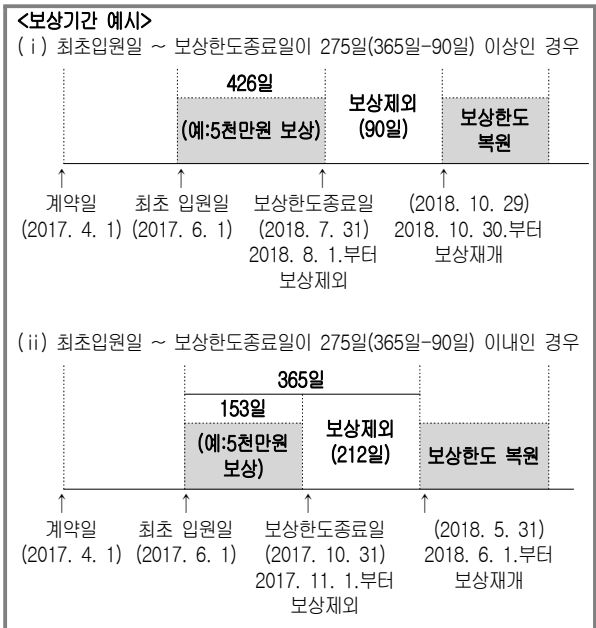 <보상기간 예시>
(ⅰ) 최초입원일 ~ 보상한도종료일이 275일(365일-90일) 이상인 경우
426일
(예:5천만원 보상)
보상제외
(90일)
보상한도
복원
↑ ↑ ↑ ↑
계약일 최초 입원일 보상한도종료일 (2018. 10. 29)
(2017. 4. 1) (2017. 6. 1) (2018. 7. 31) 2018. 10. 30.부터
2018. 8. 1.부터 보상재개
보상제외
(ⅱ) 최초입원일 ~ 보상한도종료일이 275일(365일-90일) 이내인 경우
365일
153일
(예:5천만원
보상)
보상제외
(212일)
보상한도 복원
↑ ↑ ↑ ↑
계약일 최초 입원일 보상한도종료일 (2018. 5. 31)
(2017. 4. 1) (2017. 6. 1) (2017. 10. 31) 2018. 6. 1.부터
2017. 11. 1.부터 보상재개
보상제외